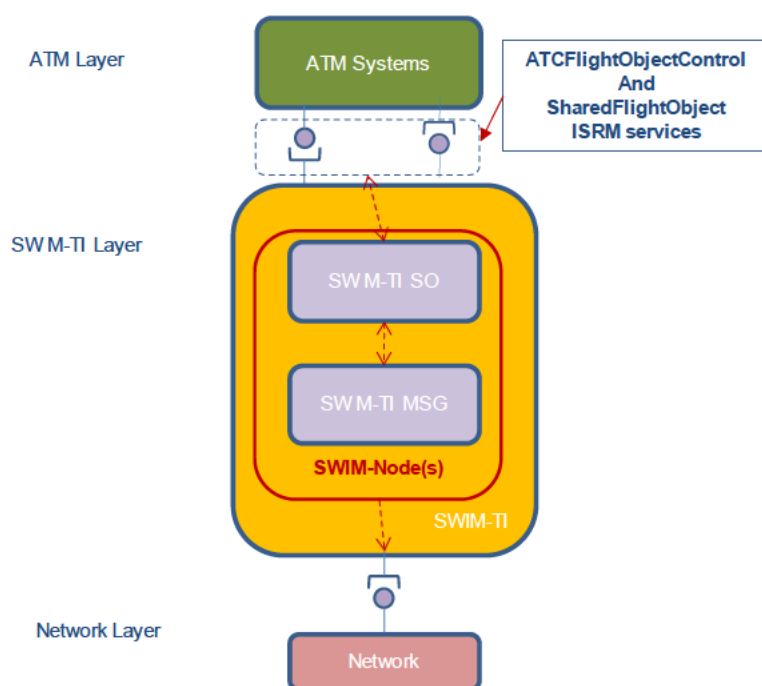 ATM Layer
ATM Systems
ATCFlightObjectControl
And
SharedFlightObject
ISRM services
SWM-TI Layer
SWM-TI SO
SWM-TI MSG
SWIM-Node(s)
SWIM-TI
Network Layer
Network